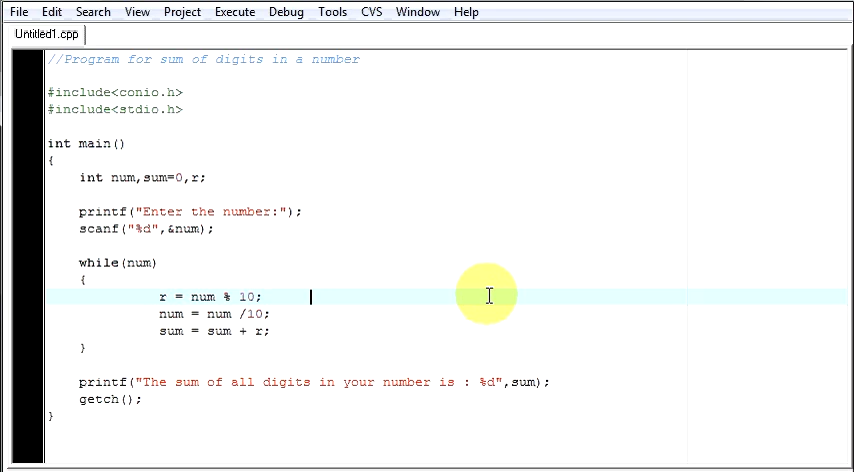 File Edit Search View Project Execute Debug Tools CVS Window Help
Untitled1.cpp
//Program for sum of digits in a number
#include<conio.h>
#include<stdio.h>
int main()
{
int num,sum=0,r;
printf("Enter the number:");
scanf("%d",&num);
while(num)
{
r = num % 10;
num = num /10;
sum = sum + r;
}
printf("The sum of all digits in your number is : %d",sum);
getch();
}